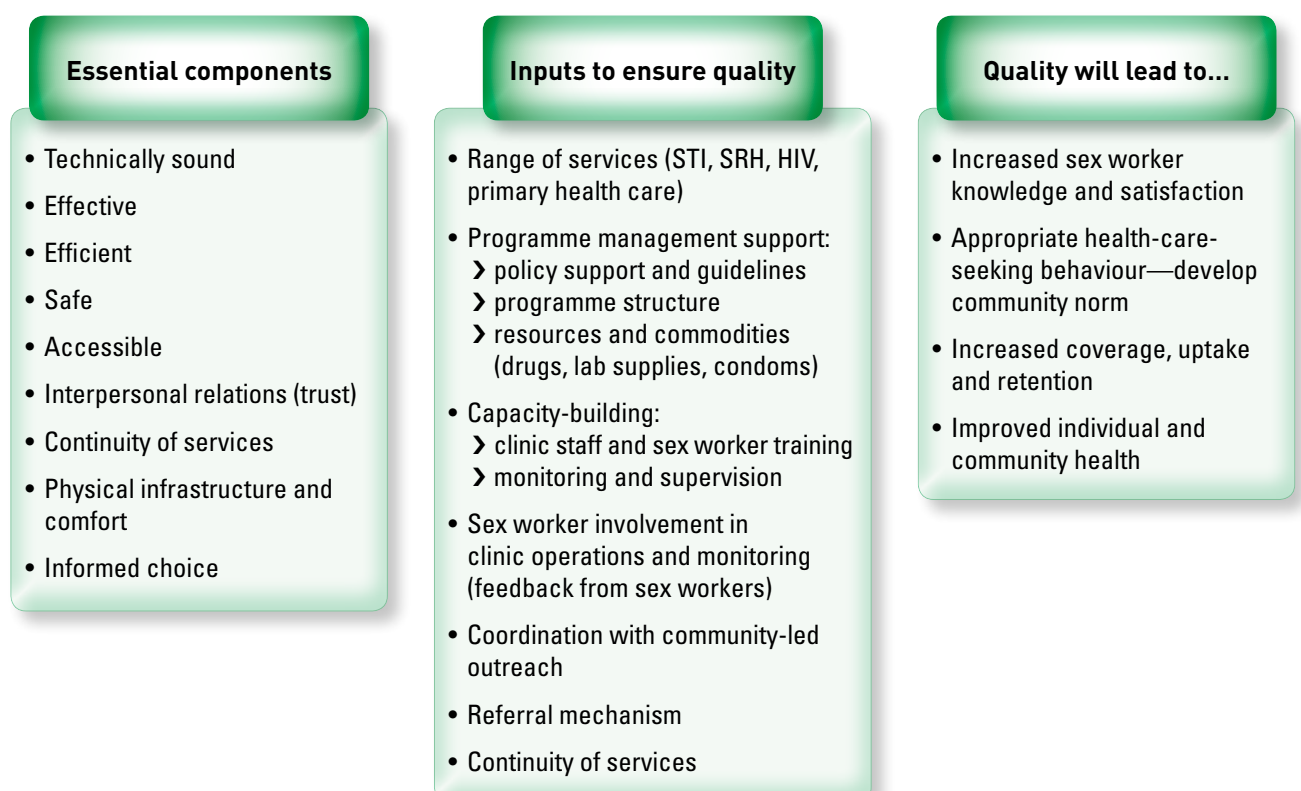 Essential components
• Technically sound
• Effective
• Efficient
• Safe
• Accessible
• Interpersonal relations (trust)
• Continuity of services
• Physical infrastructure and
comfort
• Informed choice
Inputs to ensure quality
• Range of services (STI, SRH, HIV,
primary health care)
• Programme management support:
❯ policy support and guidelines
❯ programme structure
❯ resources and commodities
(drugs, lab supplies, condoms)
• Capacity-building:
❯ clinic staff and sex worker training
❯ monitoring and supervision
• Sex worker involvement in
clinic operations and monitoring
(feedback from sex workers)
• Coordination with community-led
outreach
• Referral mechanism
• Continuity of services
Quality will lead to...
• Increased sex worker
knowledge and satisfaction
• Appropriate health-care-
seeking behaviour—develop
community norm
• Increased coverage, uptake
and retention
• Improved individual and
community health